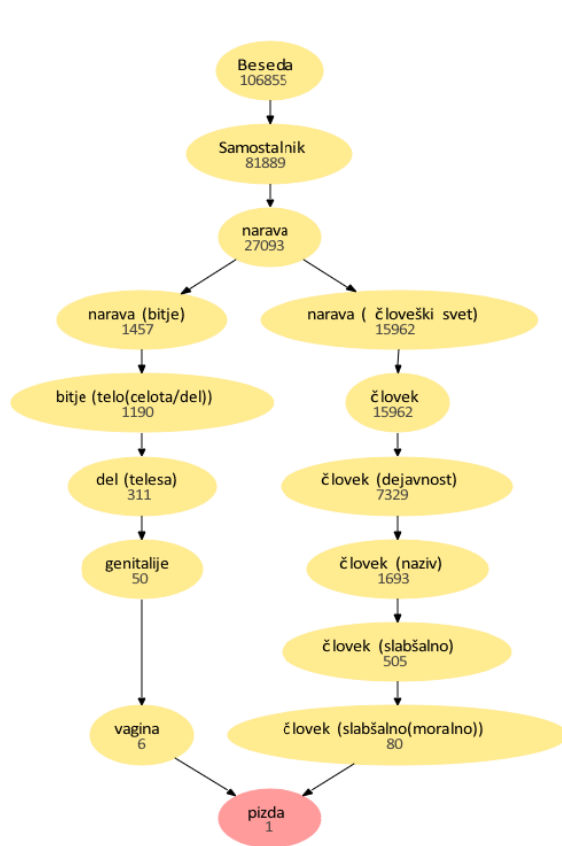 Beseda
106855
Samostalnik
81889
narava
27093
narava (bitje)
1457
narava ( človeški svet)
15962
bitje (telo(celota/del))
1190
človek
15962
del (telesa)
311
človek (dejavnost)
7329
genitalije
50
človek (naziv)
1693
človek (slabšalno)
505
vagina
6
človek (slabšalno(moralno))
80
pizda
1